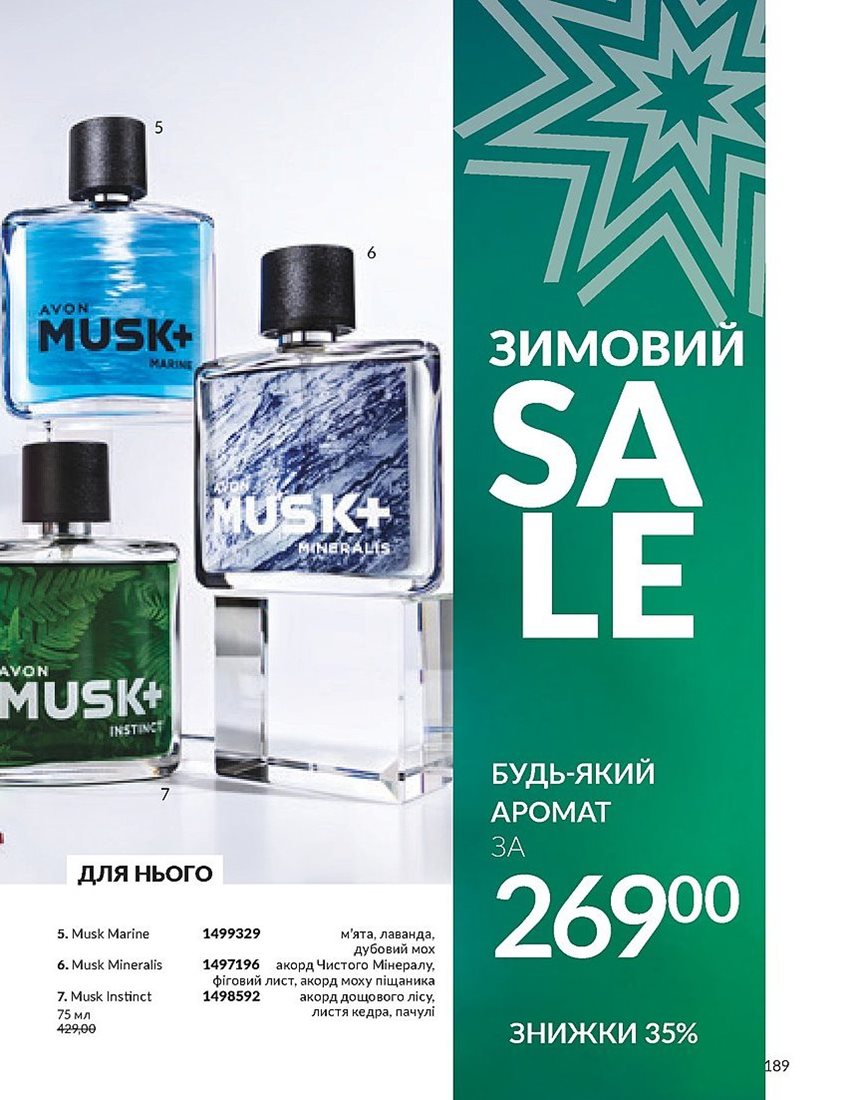 5
AVON
MUSK+
MARINE
6
AVON
MUSK+
MINERALIS
AVON
MUSK+
INSTINCT
7
ДЛЯ НЬОГО
5. Musk Marine 1499329 м'ята, лаванда,
дубовий мох
6. Musk Mineralis 1497196 акорд Чистого Мінералу,
фіговий лист, акорд моху піщаника
7. Musk Instinct 1498592 акорд дощового лісу,
75 мл листя кедра, пачулі
429,00
ЗИМОВИЙ
SA
LE
БУДЬ-ЯКИЙ
АРОМАТ
ЗА
26900
ЗНИЖКИ 35%
189